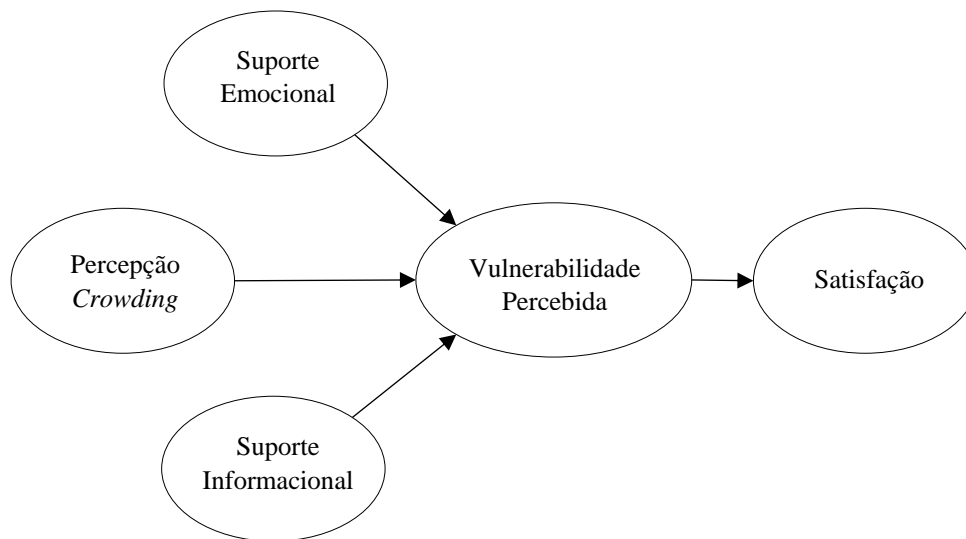 Suporte
Emocional
Percepção
Crowding
Vulnerabilidade
Percebida
Satisfação
Suporte
Informacional